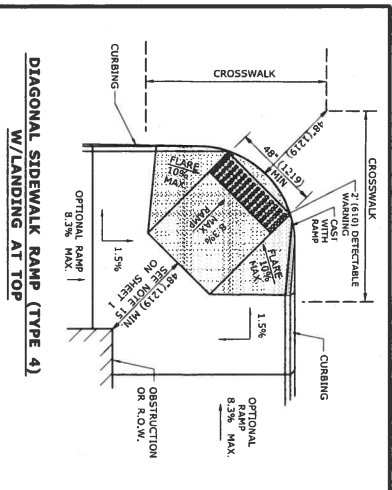 CROSSWALK
CROSSWALK
CURBING
48"(1219)
48" (1219)
MIN
2' (610) DETECTABLE
WARNING
CAST
WITH
RAMP
FLARE
10%
MAX.
8.3%
MAX
RAMP
FLARE
10%
MAX.
CURBING
1.5%
48"(1219) MIN
SEE NOTE 15
ON SHEET 1
1.5%
OPTIONAL RAMP
8.3% MAX.
OPTIONAL
RAMP
8.3% MAX.
OBSTRUCTION
OR R.O.W.
DIAGONAL SIDEWALK RAMP (TYPE 4)
W/LANDING AT TOP